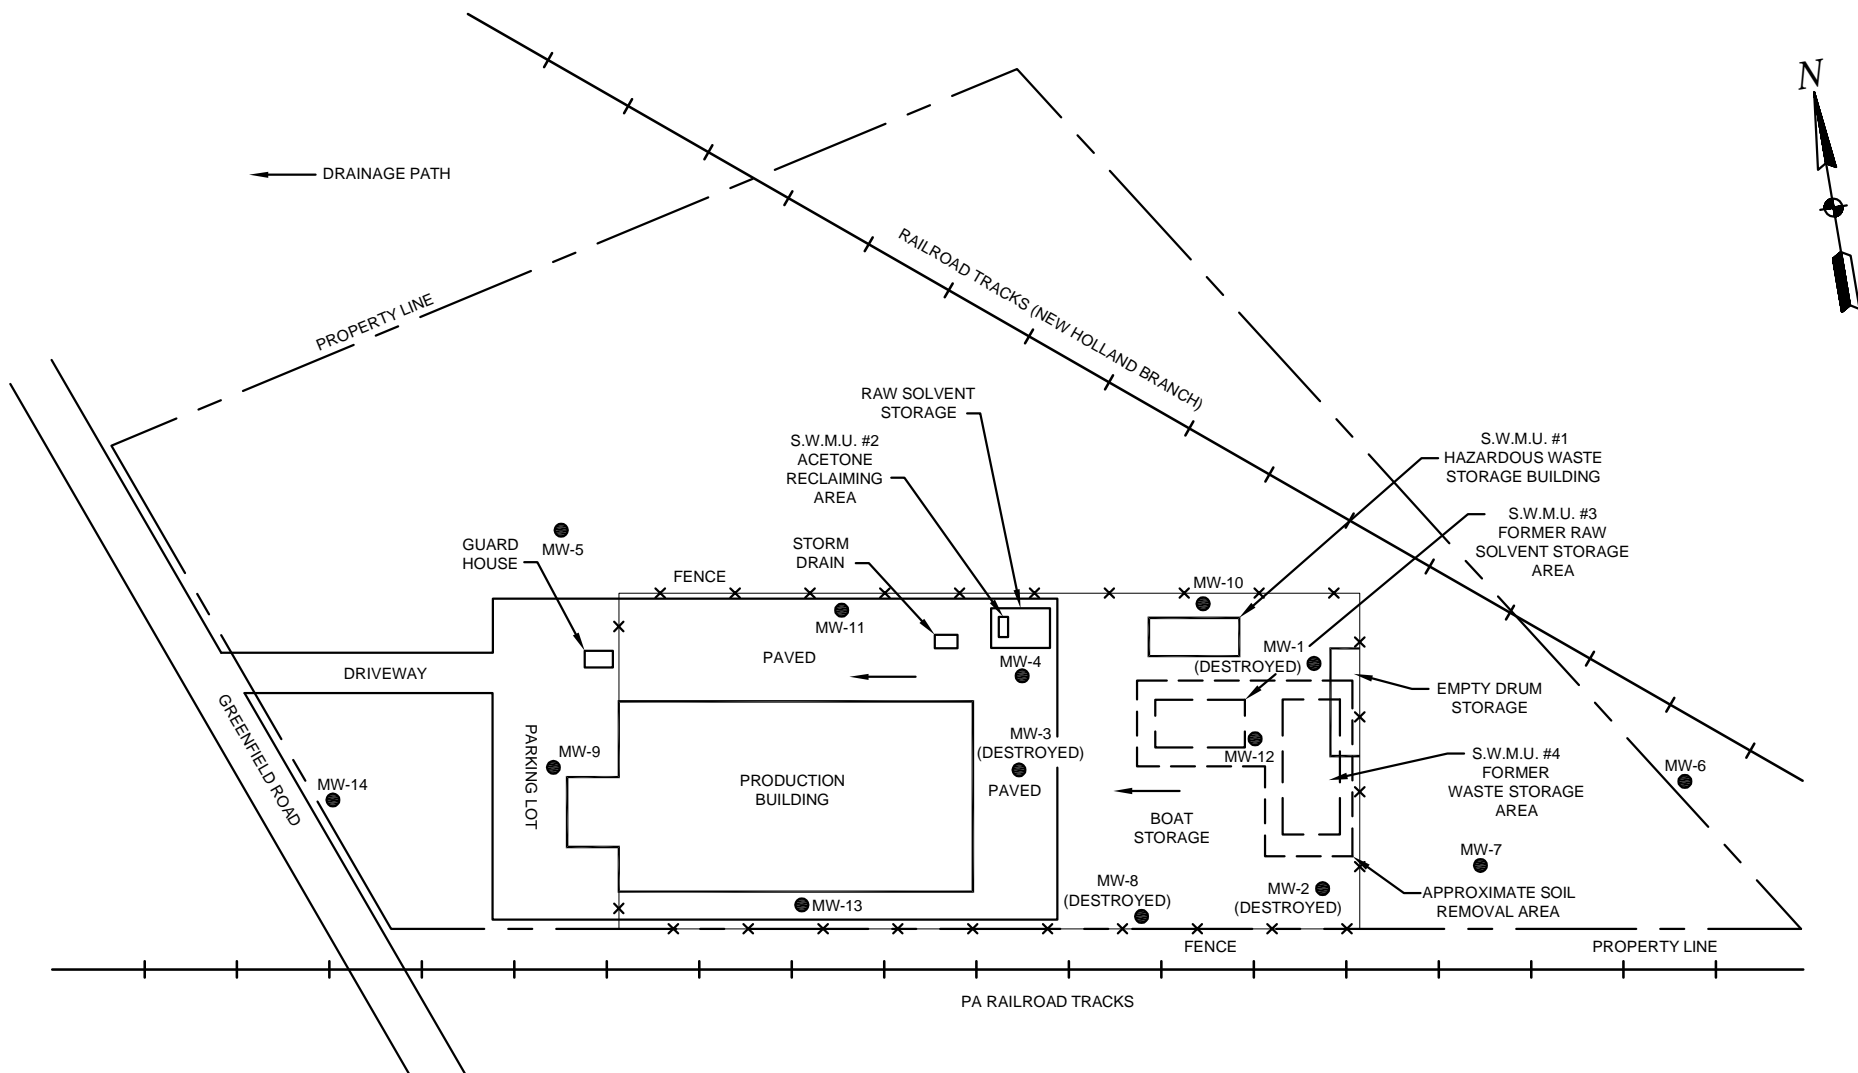 N
DRAINAGE PATH
RAILROAD TRACKS (NEW HOLLAND BRANCH)
PROPERTY LINE
RAW SOLVENT
STORAGE
S.W.M.U. #2
ACETONE
RECLAIMING
AREA
S.W.M.U. #1
HAZARDOUS WASTE
STORAGE BUILDING
S.W.M.U. #3
FORMER RAW
SOLVENT STORAGE
AREA
MW-5
GUARD
HOUSE
STORM
DRAIN
FENCE
MW-10
MW-11
MW-1
(DESTROYED)
PAVED
MW-4
DRIVEWAY
EMPTY DRUM
STORAGE
GREENFIELD ROAD
PARKING LOT
MW-9
MW-3
(DESTROYED)
MW-12
S.W.M.U. #4
FORMER
WASTE STORAGE
AREA
MW-6
MW-14
PRODUCTION
BUILDING
PAVED
BOAT
STORAGE
MW-7
MW-8
(DESTROYED)
MW-2
(DESTROYED)
APPROXIMATE SOIL
REMOVAL AREA
MW-13
FENCE
PROPERTY LINE
PA RAILROAD TRACKS